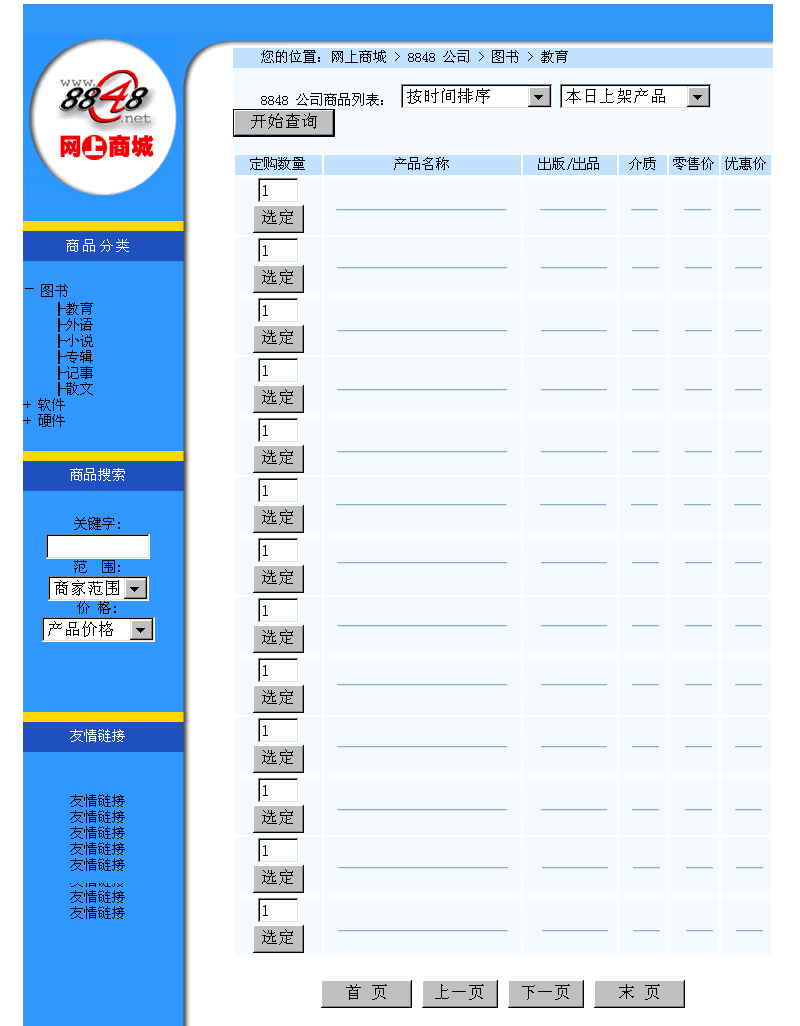 您的位置: 网上商城 > 8848 公司 > 图书 > 教育
www.
8848
.net
网上商城
8848 公司商品列表: 按时间排序 本日上架产品
开始查询
定购数量 产品名称 出版/出品 介质 零售价 优惠价
1
选定
1
选定
1
选定
1
选定
1
选定
1
选定
1
选定
1
选定
1
选定
1
选定
1
选定
1
选定
1
选定
首 页 上一页 下一页 末 页
商品分类
— 图书
├教育
├外语
├小说
├专辑
├记事
├散文
+ 软件
+ 硬件
商品搜索
关键字:
范 围:
商家范围
价 格:
产品价格
友情链接
友情链接
友情链接
友情链接
友情链接
友情链接
友情链接
友情链接
友情链接